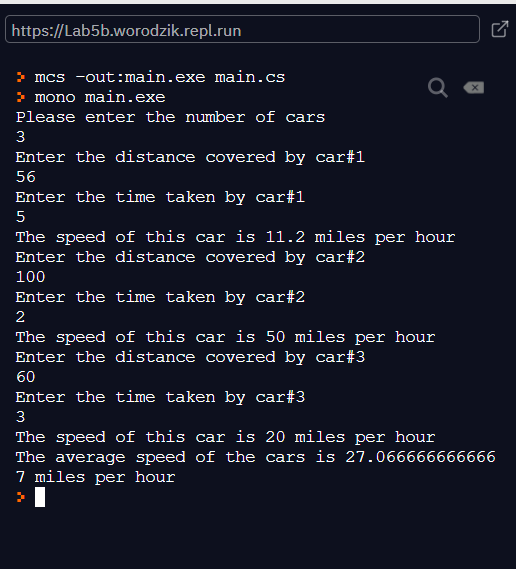 https://Lab5b.worodzik.repl.run
> mcs -out:main.exe main.cs
> mono main.exe
Please enter the number of cars
3
Enter the distance covered by car#1
56
Enter the time taken by car#1
5
The speed of this car is 11.2 miles per hour
Enter the distance covered by car#2
100
Enter the time taken by car#2
2
The speed of this car is 50 miles per hour
Enter the distance covered by car#3
60
Enter the time taken by car#3
3
The speed of this car is 20 miles per hour
The average speed of the cars is 27.066666666666
7 miles per hour
>